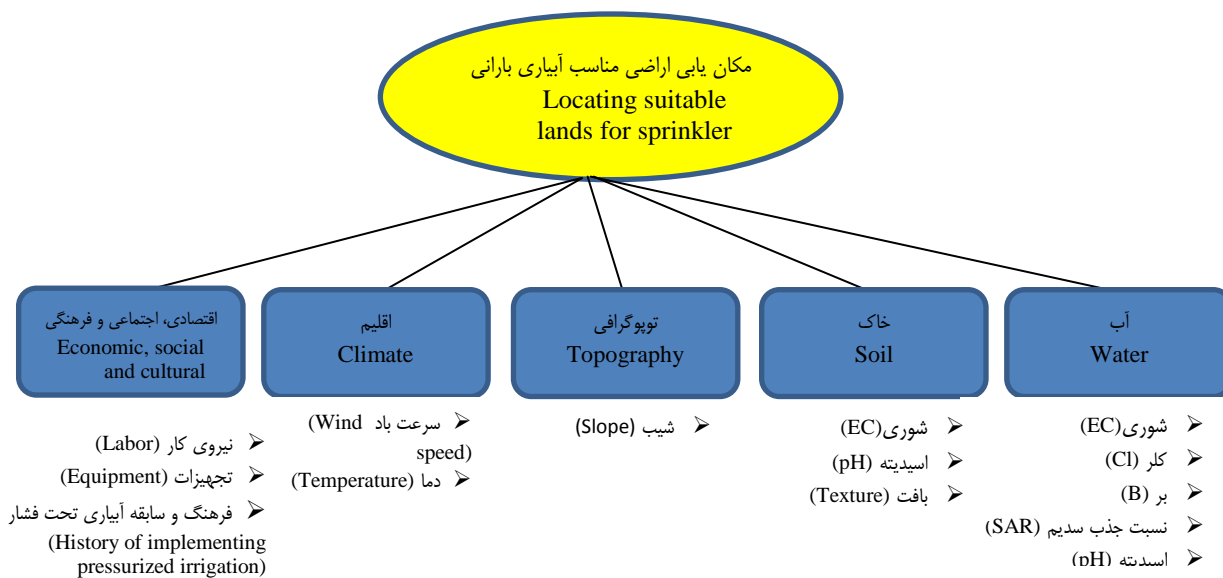 مکان یابی اراضی مناسب آبیاری بارانی
Locating suitable
lands for sprinkler
اقتصادی، اجتماعی و فرهنگی
Economic, social
and cultural
نیروی کار (Labor)
تجهیزات (Equipment)
فرهنگ و سابقه آبیاری تحت فشار
(History of implementing
pressurized irrigation)
اقلیم
Climate
سرعت باد (Wind
speed)
دما (Temperature)
توپوگرافی
Topography
شیب (Slope)
خاک
Soil
شوری(EC)
اسیدیته (pH)
بافت (Texture)
آب
Water
شوری(EC)
کلر (Cl)
بر (B)
نسبت جذب سدیم (SAR)
اسیدیته (pH)